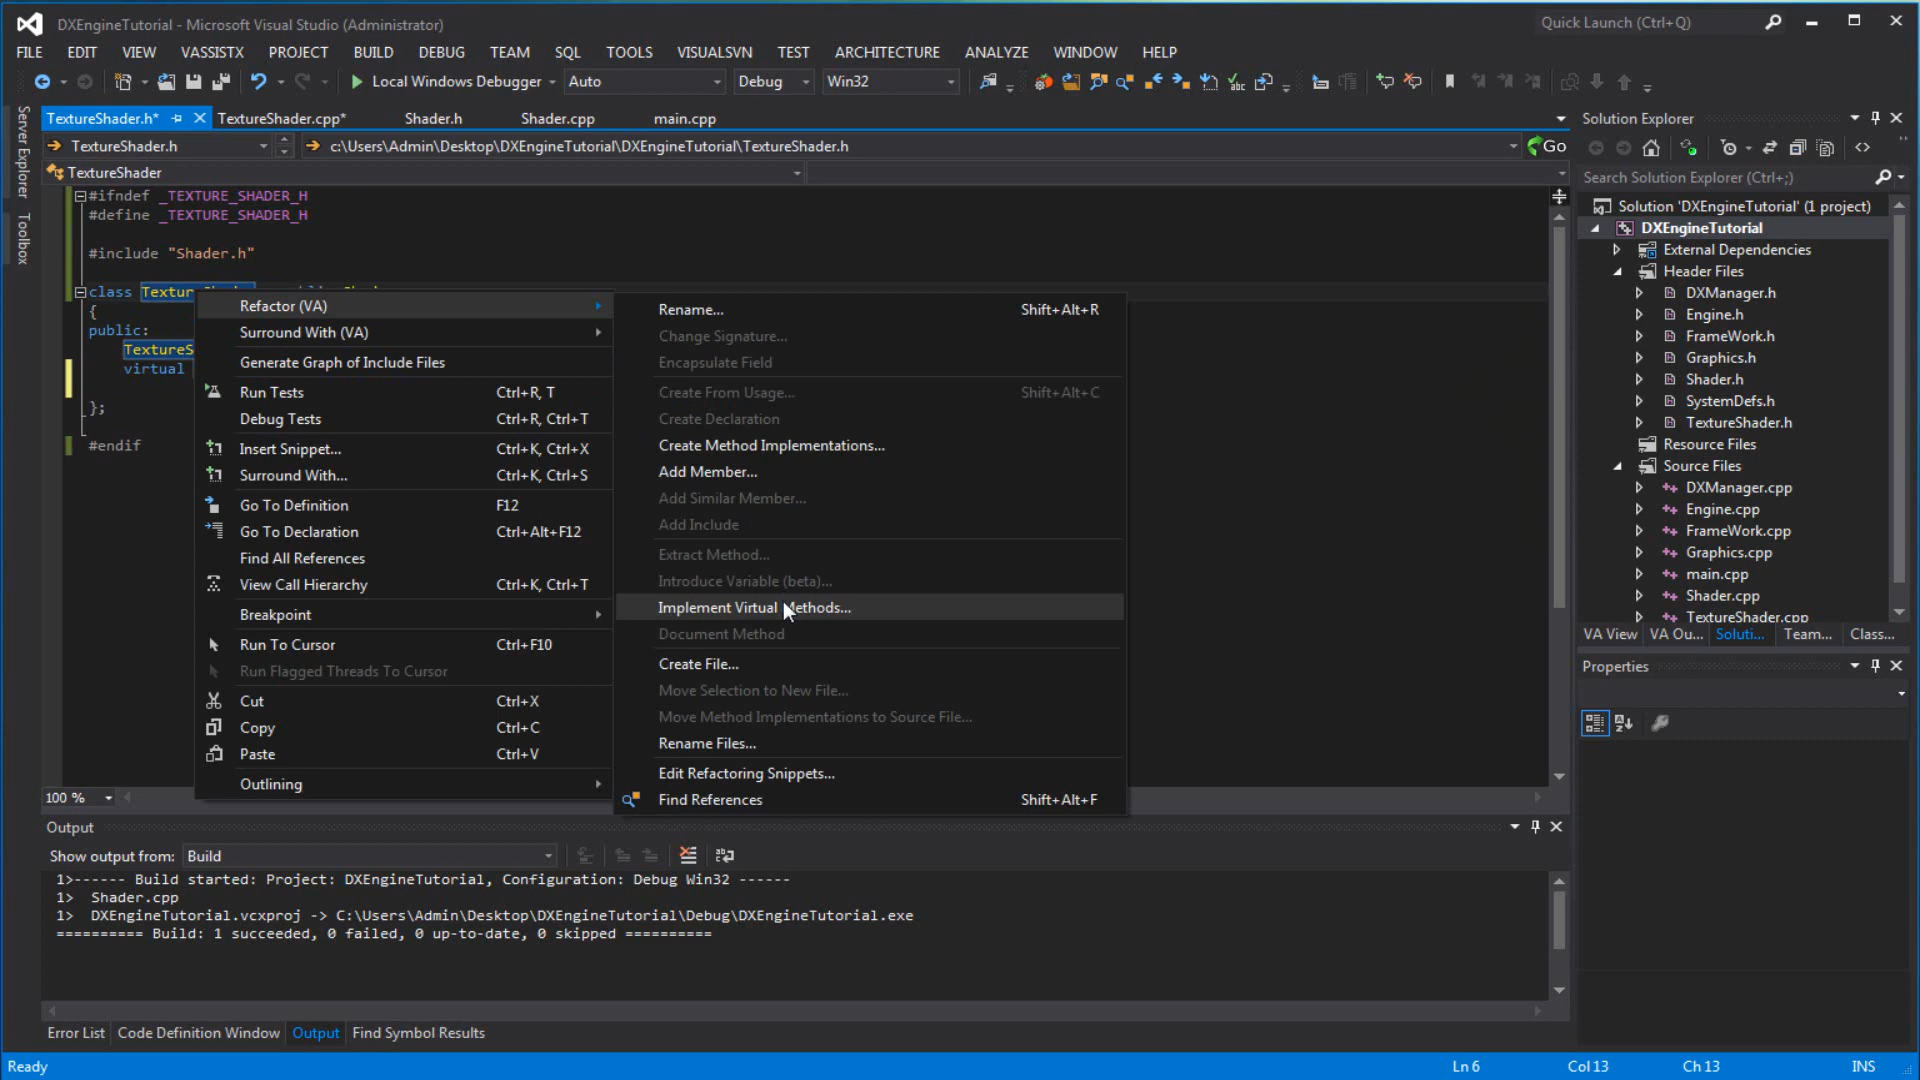 DXEngineTutorial - Microsoft Visual Studio (Administrator)
Quick Launch (Ctrl+Q)
FILE EDIT VIEW VASSISTX PROJECT BUILD DEBUG TEAM SQL TOOLS VISUALSVN TEST ARCHITECTURE ANALYZE WINDOW HELP
Local Windows Debugger Auto Debug Win32
Server Explorer
Toolbox
TextureShader.h* TextureShader.cpp* Shader.h Shader.cpp main.cpp
TextureShader.h c:\Users\Admin\Desktop\DXEngineTutorial\DXEngineTutorial\TextureShader.h Go
TextureShader
#ifndef _TEXTURE_SHADER_H
#define _TEXTURE_SHADER_H
#include "Shader.h"
class Textur
{
public:
TextureS
virtual
};
#endif
Refactor (VA)
Surround With (VA)
Generate Graph of Include Files
Run Tests Ctrl+R, T
Debug Tests Ctrl+R, Ctrl+T
Insert Snippet... Ctrl+K, Ctrl+X
Surround With... Ctrl+K, Ctrl+S
Go To Definition F12
Go To Declaration Ctrl+Alt+F12
Find All References
View Call Hierarchy Ctrl+K, Ctrl+T
Breakpoint
Run To Cursor Ctrl+F10
Run Flagged Threads To Cursor
Cut Ctrl+X
Copy Ctrl+C
Paste Ctrl+V
Outlining
Rename... Shift+Alt+R
Change Signature...
Encapsulate Field
Create From Usage... Shift+Alt+C
Create Declaration
Create Method Implementations...
Add Member...
Add Similar Member...
Add Include
Extract Method...
Introduce Variable (beta)...
Implement Virtual Methods...
Document Method
Create File...
Move Selection to New File...
Move Method Implementations to Source File...
Rename Files...
Edit Refactoring Snippets...
Find References Shift+Alt+F
100 %
Output
Show output from: Build
1>------ Build started: Project: DXEngineTutorial, Configuration: Debug Win32 ------
1> Shader.cpp
1> DXEngineTutorial.vcxproj -> C:\Users\Admin\Desktop\DXEngineTutorial\Debug\DXEngineTutorial.exe
========== Build: 1 succeeded, 0 failed, 0 up-to-date, 0 skipped ==========
Error List Code Definition Window Output Find Symbol Results
Solution Explorer
Search Solution Explorer (Ctrl+;)
Solution 'DXEngineTutorial' (1 project)
DXEngineTutorial
External Dependencies
Header Files
DXManager.h
Engine.h
FrameWork.h
Graphics.h
Shader.h
SystemDefs.h
TextureShader.h
Resource Files
Source Files
DXManager.cpp
Engine.cpp
FrameWork.cpp
Graphics.cpp
main.cpp
Shader.cpp
TextureShader.cpp
VA View VA Ou... Soluti... Team... Class...
Properties
Ready Ln 6 Col 13 Ch 13 INS